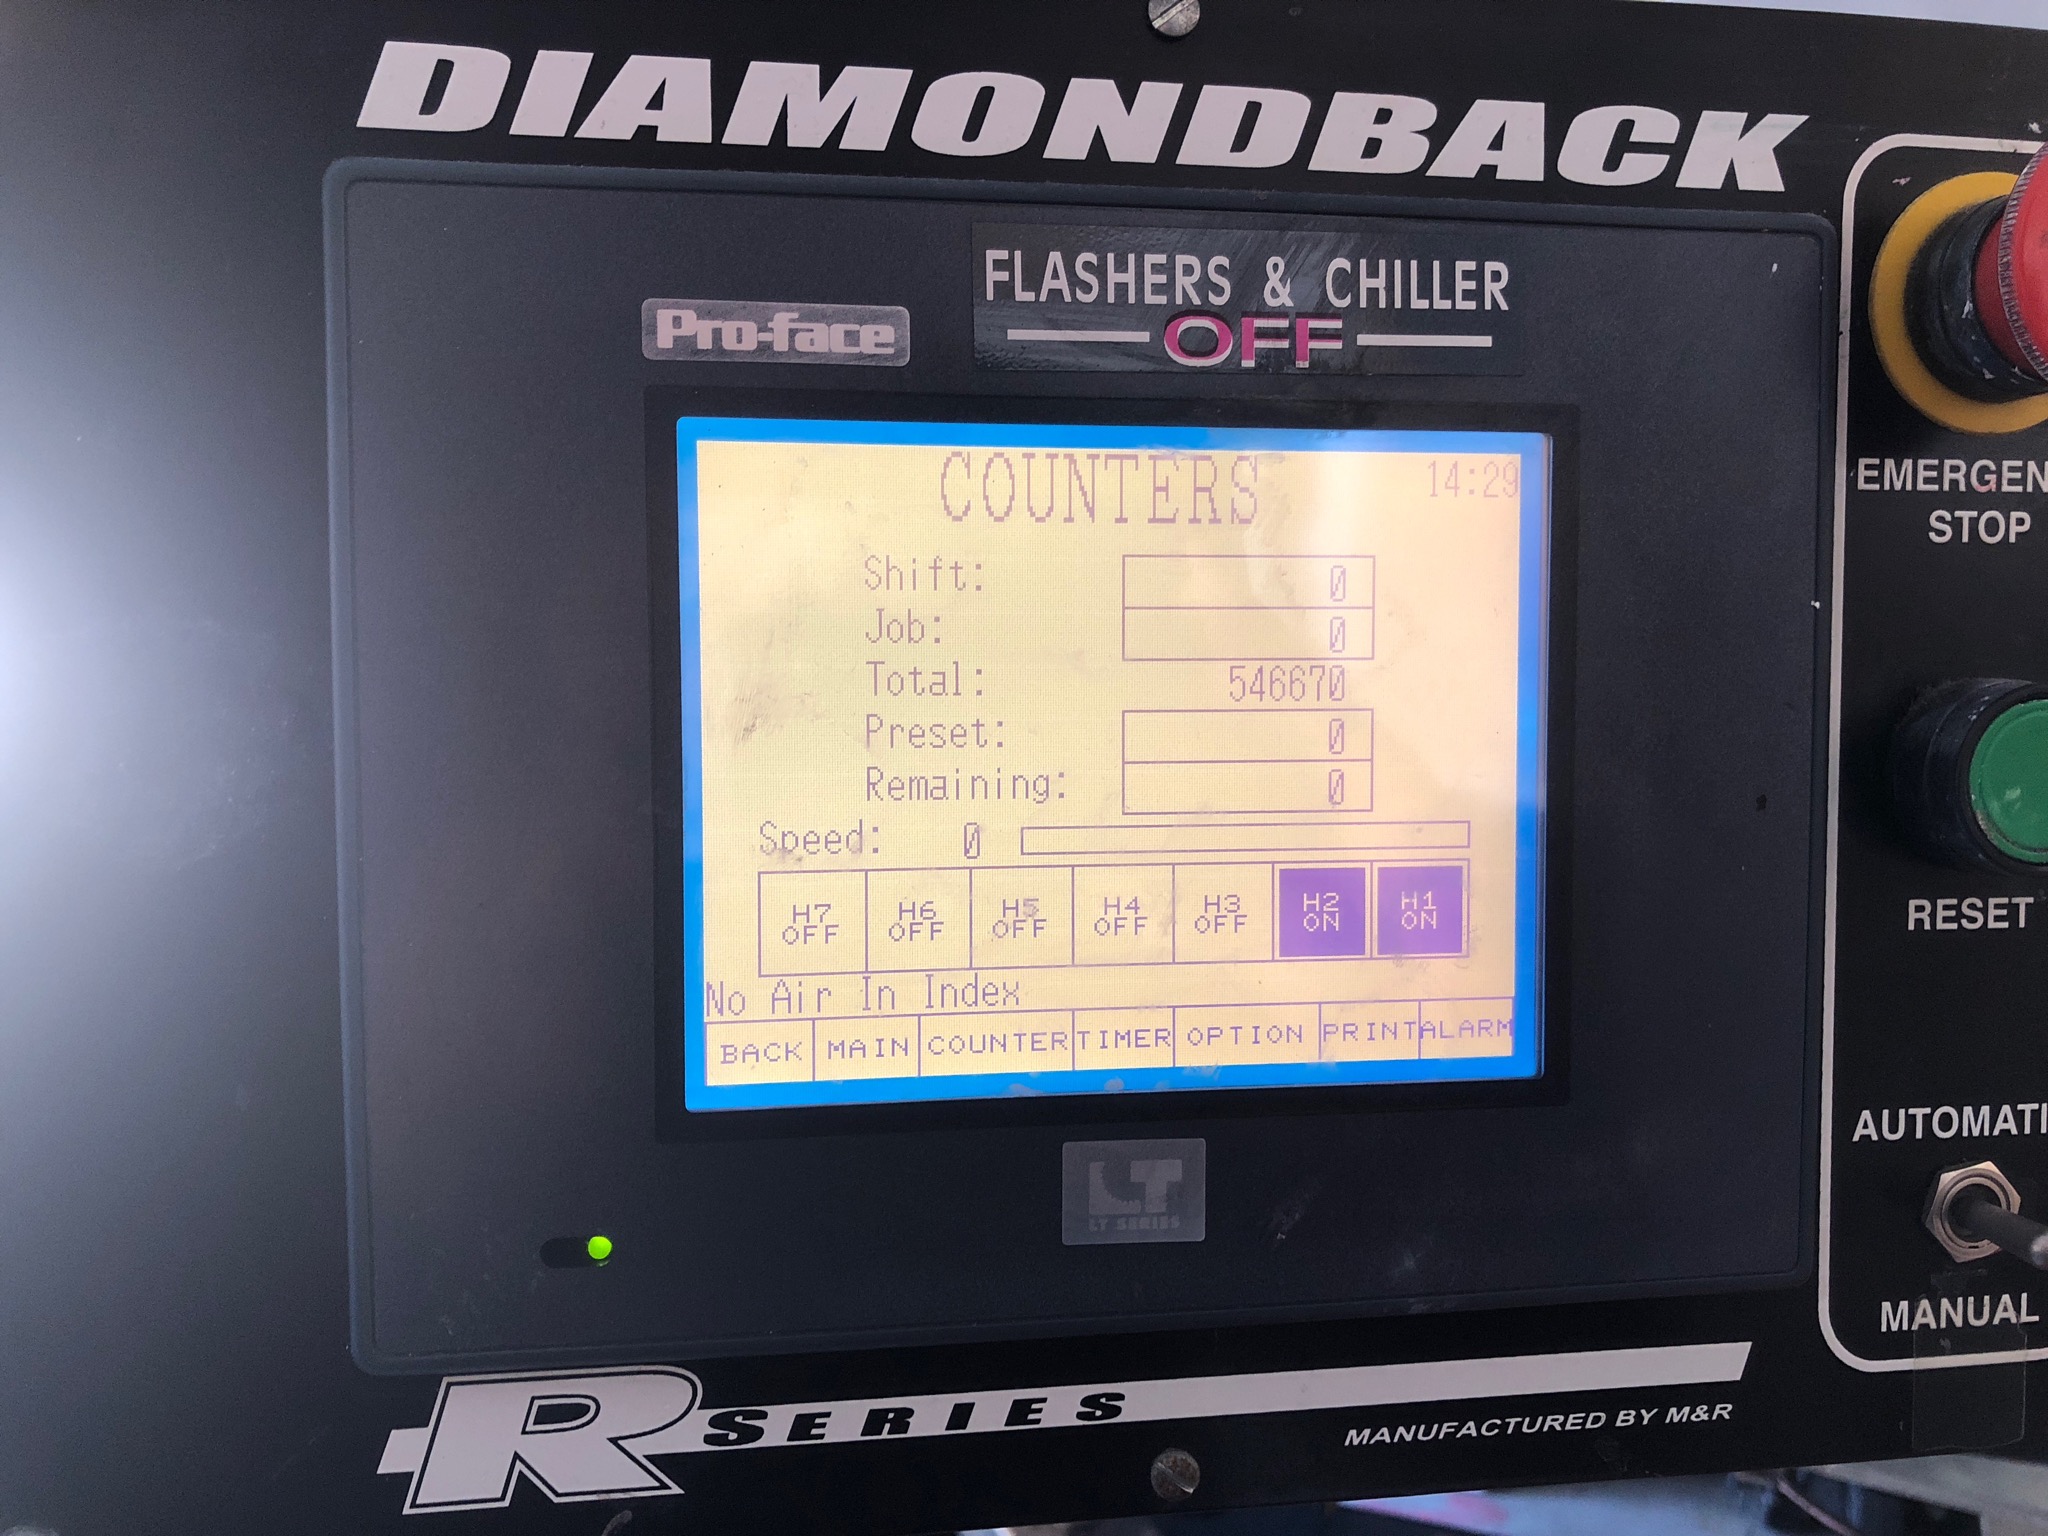 DIAMONDBACK
FLASHERS & CHILLER
OFF
Pro-face
COUNTERS 14:29
Shift: 0
Job: 0
Total: 546670
Preset: 0
Remaining: 0
Speed: 0
H7 OFF H6 OFF H5 OFF H4 OFF H3 OFF H2 ON H1 ON
No Air In Index
BACK MAIN COUNTER TIMER OPTION PRINT ALARM
LT
LT SERIES
R SERIES
MANUFACTURED BY M&R
EMERGEN
STOP
RESET
AUTOMATI
MANUAL